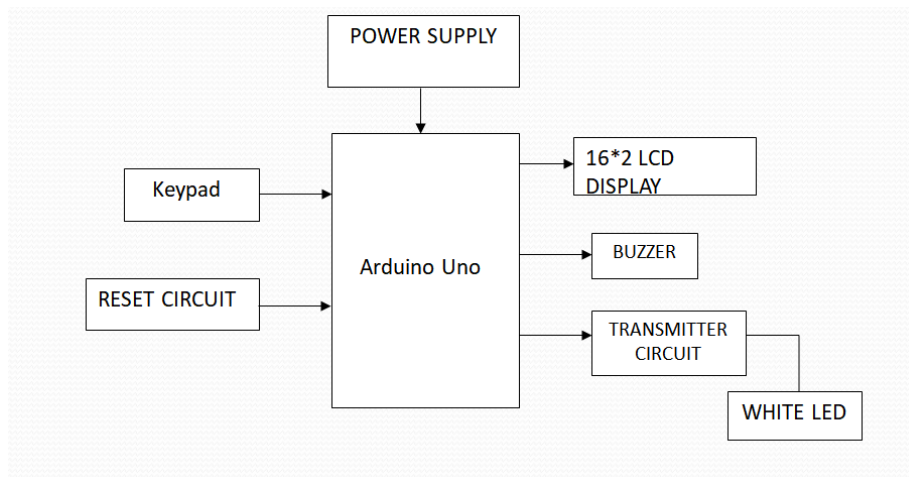 POWER SUPPLY
16*2 LCD
DISPLAY
Keypad
BUZZER
Arduino Uno
RESET CIRCUIT
TRANSMITTER
CIRCUIT
WHITE LED